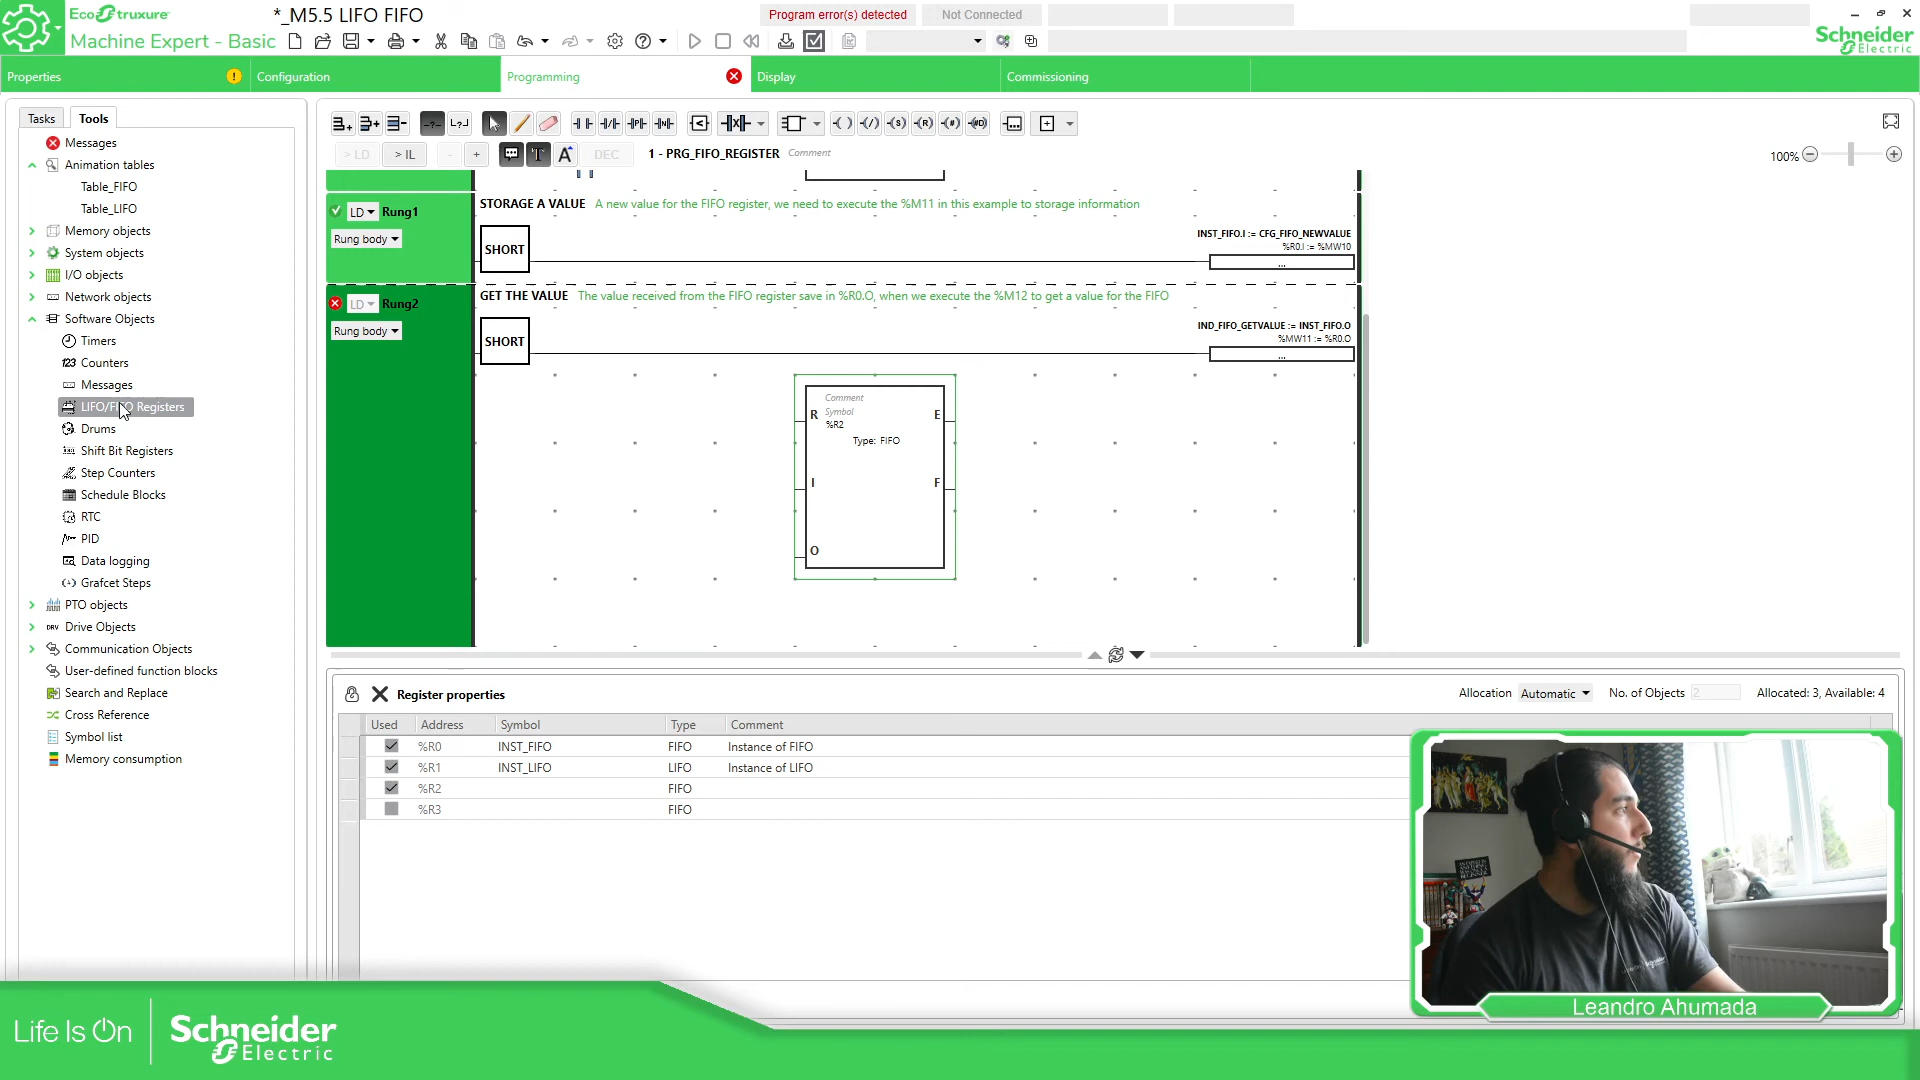 EcoStruxure
Machine Expert - Basic
*_M5.5 LIFO FIFO
Program error(s) detected
Not Connected
Schneider
Electric
Properties
Configuration
Programming
Display
Commissioning
Tasks
Tools
Messages
Animation tables
Table_FIFO
Table_LIFO
Memory objects
System objects
I/O objects
Network objects
Software Objects
Timers
Counters
Messages
LIFO/FIFO Registers
Drums
Shift Bit Registers
Step Counters
Schedule Blocks
RTC
PID
Data logging
Grafcet Steps
PTO objects
DRV Drive Objects
Communication Objects
User-defined function blocks
Search and Replace
Cross Reference
Symbol list
Memory consumption
> LD > IL - + T A DEC 1 - PRG_FIFO_REGISTER Comment
100%
LD Rung1
Rung body
STORAGE A VALUE A new value for the FIFO register, we need to execute the %M11 in this example to storage information
SHORT
INST_FIFO.I := CFG_FIFO_NEWVALUE
%R0.I := %MW10
...
LD Rung2
Rung body
GET THE VALUE The value received from the FIFO register save in %R0.O, when we execute the %M12 to get a value for the FIFO
SHORT
IND_FIFO_GETVALUE := INST_FIFO.O
%MW11 := %R0.O
...
Comment
R Symbol E
%R2
Type: FIFO
I F
O
Register properties
Allocation Automatic No. of Objects 2 Allocated: 3, Available: 4
Used Address Symbol Type Comment
%R0 INST_FIFO FIFO Instance of FIFO
%R1 INST_LIFO LIFO Instance of LIFO
%R2 FIFO
%R3 FIFO
Leandro Ahumada
Life Is On
Schneider
Electric